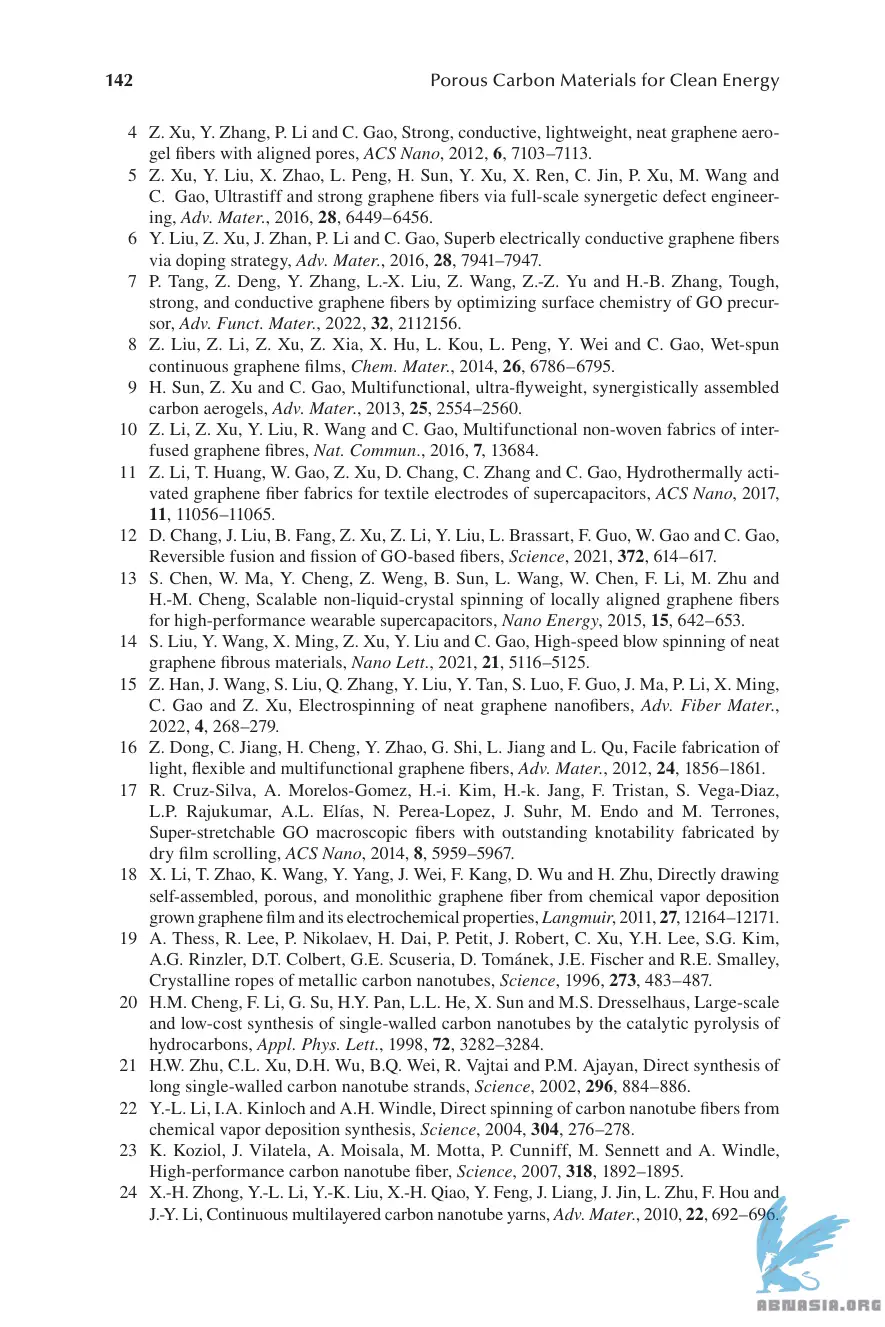 142 Porous Carbon Materials for Clean Energy
4 Z. Xu, Y. Zhang, P. Li and C. Gao, Strong, conductive, lightweight, neat graphene aero-
gel fibers with aligned pores, ACS Nano, 2012, 6, 7103–7113.
5 Z. Xu, Y. Liu, X. Zhao, L. Peng, H. Sun, Y. Xu, X. Ren, C. Jin, P. Xu, M. Wang and
C. Gao, Ultrastiff and strong graphene fibers via full-scale synergetic defect engineer-
ing, Adv. Mater., 2016, 28, 6449–6456.
6 Y. Liu, Z. Xu, J. Zhan, P. Li and C. Gao, Superb electrically conductive graphene fibers
via doping strategy, Adv. Mater., 2016, 28, 7941–7947.
7 P. Tang, Z. Deng, Y. Zhang, L.-X. Liu, Z. Wang, Z.-Z. Yu and H.-B. Zhang, Tough,
strong, and conductive graphene fibers by optimizing surface chemistry of GO precur-
sor, Adv. Funct. Mater., 2022, 32, 2112156.
8 Z. Liu, Z. Li, Z. Xu, Z. Xia, X. Hu, L. Kou, L. Peng, Y. Wei and C. Gao, Wet-spun
continuous graphene films, Chem. Mater., 2014, 26, 6786–6795.
9 H. Sun, Z. Xu and C. Gao, Multifunctional, ultra-flyweight, synergistically assembled
carbon aerogels, Adv. Mater., 2013, 25, 2554–2560.
10 Z. Li, Z. Xu, Y. Liu, R. Wang and C. Gao, Multifunctional non-woven fabrics of inter-
fused graphene fibres, Nat. Commun., 2016, 7, 13684.
11 Z. Li, T. Huang, W. Gao, Z. Xu, D. Chang, C. Zhang and C. Gao, Hydrothermally acti-
vated graphene fiber fabrics for textile electrodes of supercapacitors, ACS Nano, 2017,
11, 11056–11065.
12 D. Chang, J. Liu, B. Fang, Z. Xu, Z. Li, Y. Liu, L. Brassart, F. Guo, W. Gao and C. Gao,
Reversible fusion and fission of GO-based fibers, Science, 2021, 372, 614–617.
13 S. Chen, W. Ma, Y. Cheng, Z. Weng, B. Sun, L. Wang, W. Chen, F. Li, M. Zhu and
H.-M. Cheng, Scalable non-liquid-crystal spinning of locally aligned graphene fibers
for high-performance wearable supercapacitors, Nano Energy, 2015, 15, 642–653.
14 S. Liu, Y. Wang, X. Ming, Z. Xu, Y. Liu and C. Gao, High-speed blow spinning of neat
graphene fibrous materials, Nano Lett., 2021, 21, 5116–5125.
15 Z. Han, J. Wang, S. Liu, Q. Zhang, Y. Liu, Y. Tan, S. Luo, F. Guo, J. Ma, P. Li, X. Ming,
C. Gao and Z. Xu, Electrospinning of neat graphene nanofibers, Adv. Fiber Mater.,
2022, 4, 268–279.
16 Z. Dong, C. Jiang, H. Cheng, Y. Zhao, G. Shi, L. Jiang and L. Qu, Facile fabrication of
light, flexible and multifunctional graphene fibers, Adv. Mater., 2012, 24, 1856–1861.
17 R. Cruz-Silva, A. Morelos-Gomez, H.-i. Kim, H.-k. Jang, F. Tristan, S. Vega-Diaz,
L.P. Rajukumar, A.L. Elías, N. Perea-Lopez, J. Suhr, M. Endo and M. Terrones,
Super-stretchable GO macroscopic fibers with outstanding knotability fabricated by
dry film scrolling, ACS Nano, 2014, 8, 5959–5967.
18 X. Li, T. Zhao, K. Wang, Y. Yang, J. Wei, F. Kang, D. Wu and H. Zhu, Directly drawing
self-assembled, porous, and monolithic graphene fiber from chemical vapor deposition
grown graphene film and its electrochemical properties, Langmuir, 2011, 27, 12164–12171.
19 A. Thess, R. Lee, P. Nikolaev, H. Dai, P. Petit, J. Robert, C. Xu, Y.H. Lee, S.G. Kim,
A.G. Rinzler, D.T. Colbert, G.E. Scuseria, D. Tománek, J.E. Fischer and R.E. Smalley,
Crystalline ropes of metallic carbon nanotubes, Science, 1996, 273, 483–487.
20 H.M. Cheng, F. Li, G. Su, H.Y. Pan, L.L. He, X. Sun and M.S. Dresselhaus, Large-scale
and low-cost synthesis of single-walled carbon nanotubes by the catalytic pyrolysis of
hydrocarbons, Appl. Phys. Lett., 1998, 72, 3282–3284.
21 H.W. Zhu, C.L. Xu, D.H. Wu, B.Q. Wei, R. Vajtai and P.M. Ajayan, Direct synthesis of
long single-walled carbon nanotube strands, Science, 2002, 296, 884–886.
22 Y.-L. Li, I.A. Kinloch and A.H. Windle, Direct spinning of carbon nanotube fibers from
chemical vapor deposition synthesis, Science, 2004, 304, 276–278.
23 K. Koziol, J. Vilatela, A. Moisala, M. Motta, P. Cunniff, M. Sennett and A. Windle,
High-performance carbon nanotube fiber, Science, 2007, 318, 1892–1895.
24 X.-H. Zhong, Y.-L. Li, Y.-K. Liu, X.-H. Qiao, Y. Feng, J. Liang, J. Jin, L. Zhu, F. Hou and
J.-Y. Li, Continuous multilayered carbon nanotube yarns, Adv. Mater., 2010, 22, 692–696.
ABNASIA.ORG